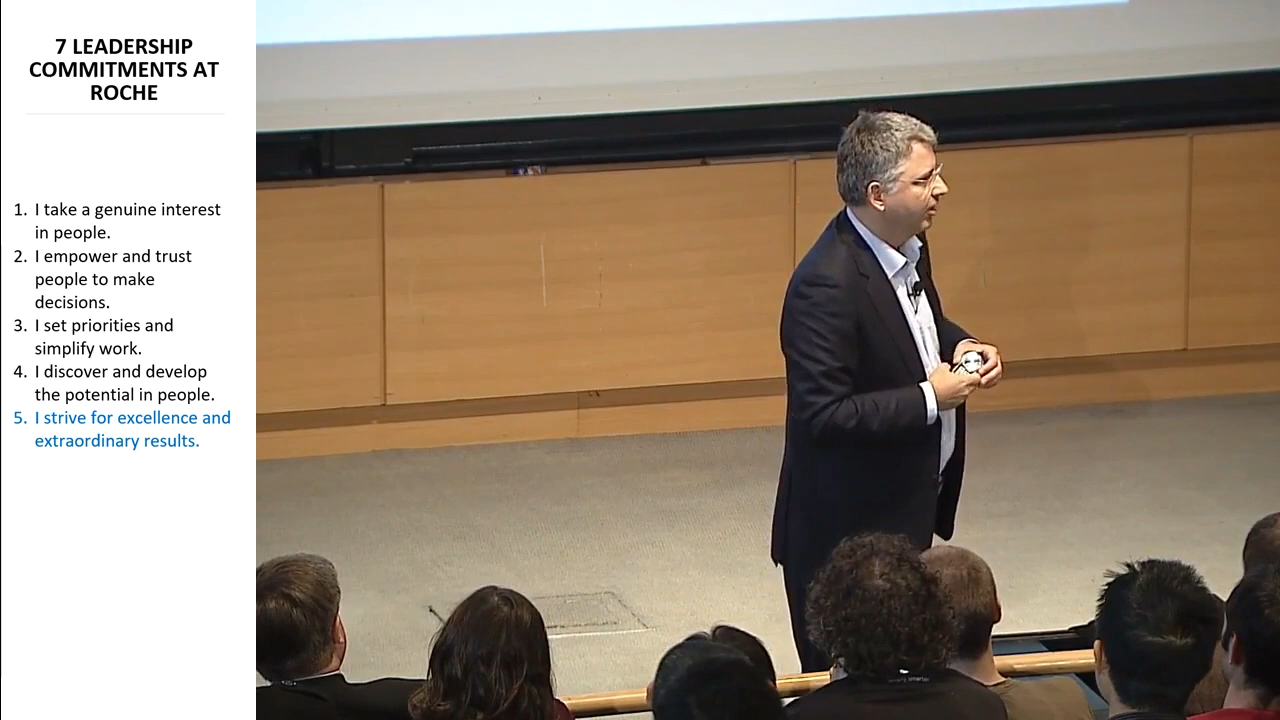 7 LEADERSHIP
COMMITMENTS AT
ROCHE
1. I take a genuine interest
in people.
2. I empower and trust
people to make
decisions.
3. I set priorities and
simplify work.
4. I discover and develop
the potential in people.
5. I strive for excellence and
extraordinary results.